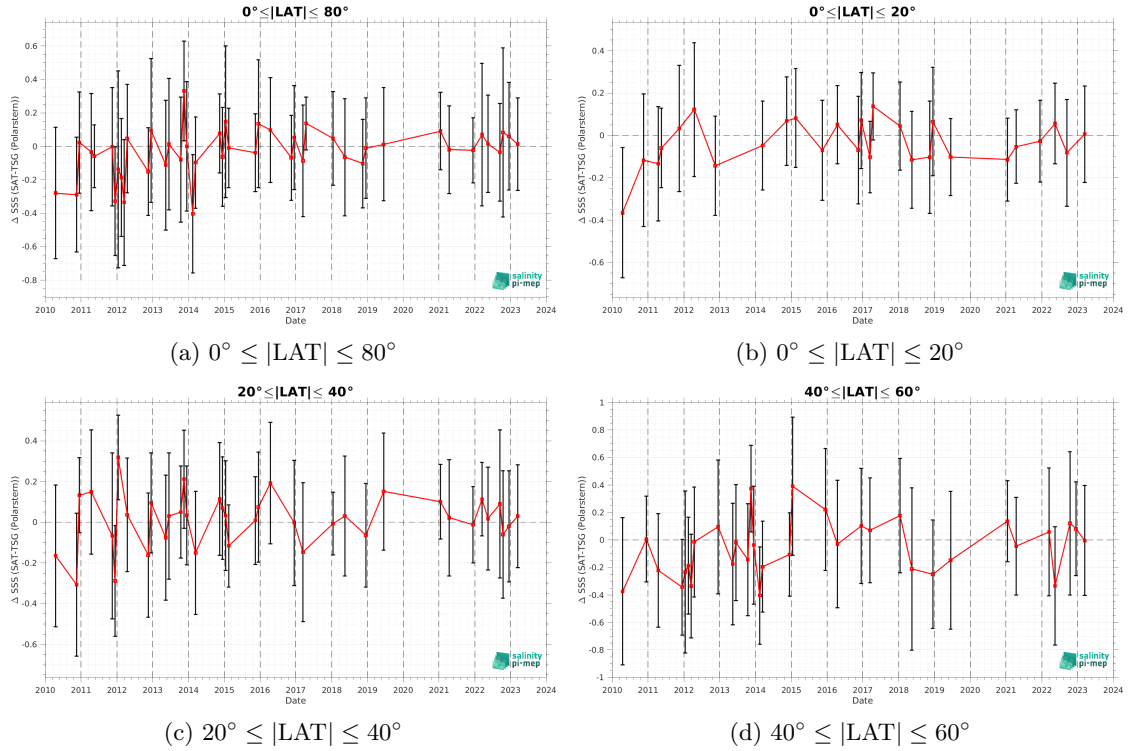 0°≤|LAT|≤ 80°
Δ SSS (SAT-TSG (Polarstern))
0.6
0.4
0.2
0
-0.2
-0.4
-0.6
-0.8
salinity
pi-mep
2010 2011 2012 2013 2014 2015 2016 2017 2018 2019 2020 2021 2022 2023 2024
Date
(a) 0° ≤ |LAT| ≤ 80°
0°≤|LAT|≤ 20°
Δ SSS (SAT-TSG (Polarstern))
0.4
0.2
0
-0.2
-0.4
-0.6
salinity
pi-mep
2010 2011 2012 2013 2014 2015 2016 2017 2018 2019 2020 2021 2022 2023 2024
Date
(b) 0° ≤ |LAT| ≤ 20°
20°≤|LAT|≤ 40°
Δ SSS (SAT-TSG (Polarstern))
0.4
0.2
0
-0.2
-0.4
-0.6
salinity
pi-mep
2010 2011 2012 2013 2014 2015 2016 2017 2018 2019 2020 2021 2022 2023 2024
Date
(c) 20° ≤ |LAT| ≤ 40°
40°≤|LAT|≤ 60°
Δ SSS (SAT-TSG (Polarstern))
1
0.8
0.6
0.4
0.2
0
-0.2
-0.4
-0.6
-0.8
-1
salinity
pi-mep
2010 2011 2012 2013 2014 2015 2016 2017 2018 2019 2020 2021 2022 2023 2024
Date
(d) 40° ≤ |LAT| ≤ 60°